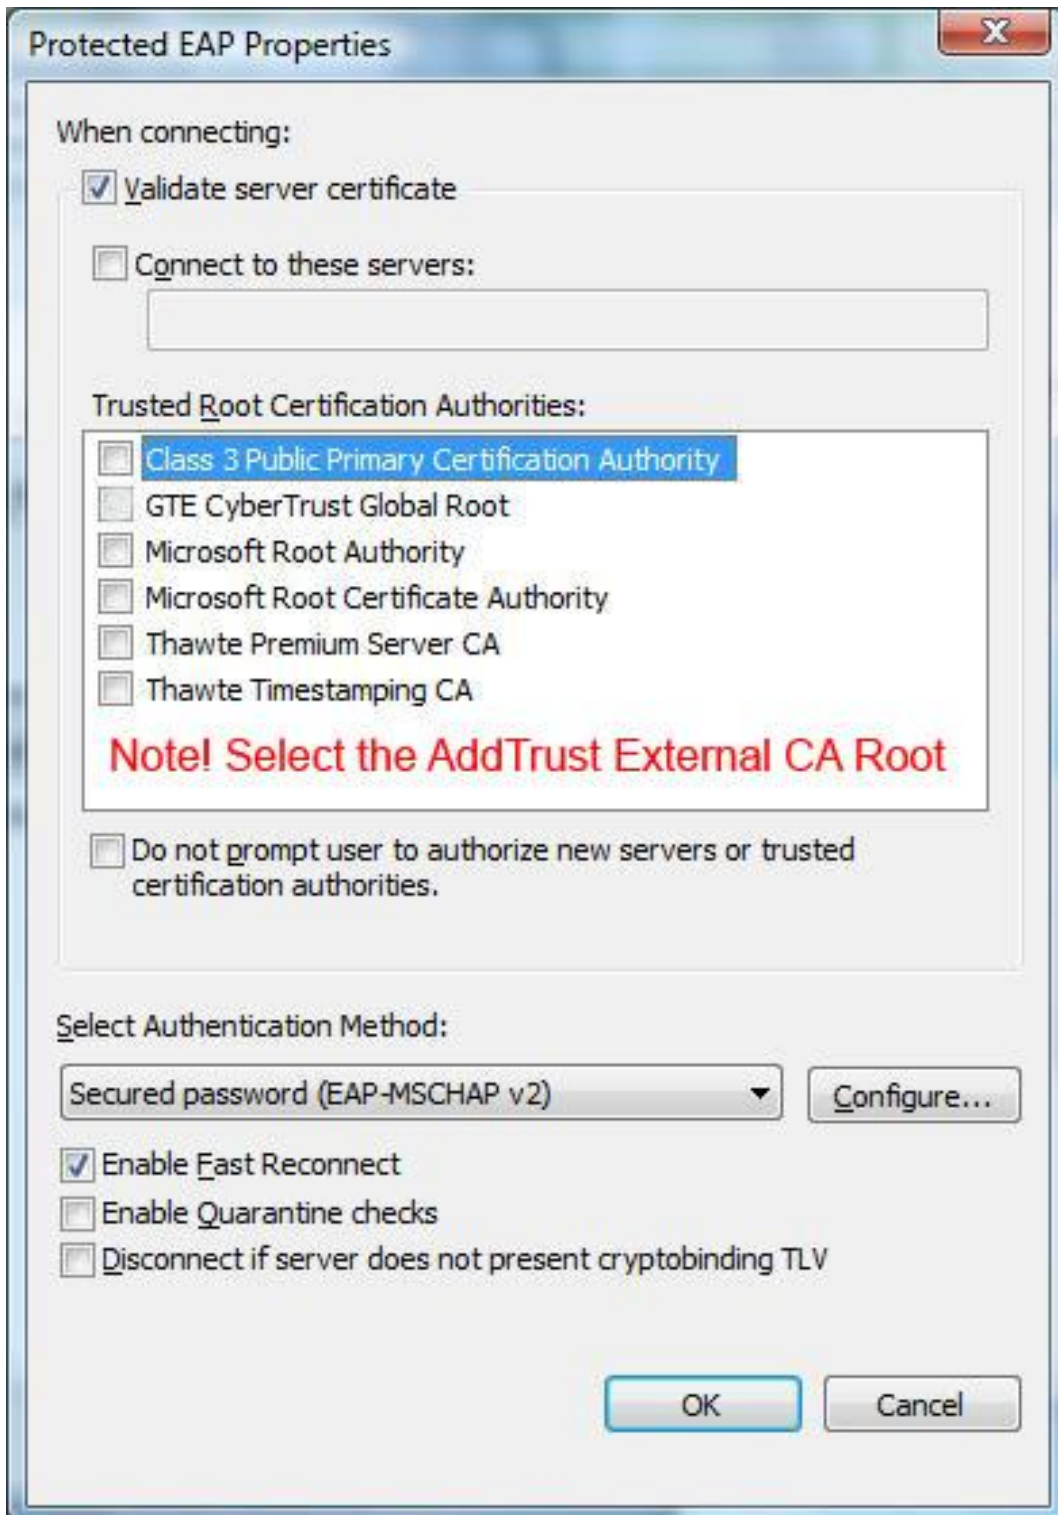 Protected EAP Properties
When connecting:
Validate server certificate
Connect to these servers:
Trusted Root Certification Authorities:
Class 3 Public Primary Certification Authority
GTE CyberTrust Global Root
Microsoft Root Authority
Microsoft Root Certificate Authority
Thawte Premium Server CA
Thawte Timestamping CA
Note! Select the AddTrust External CA Root
Do not prompt user to authorize new servers or trusted
certification authorities.
Select Authentication Method:
Secured password (EAP-MSCHAP v2)
Configure...
Enable Fast Reconnect
Enable Quarantine checks
Disconnect if server does not present cryptobinding TLV
OK
Cancel